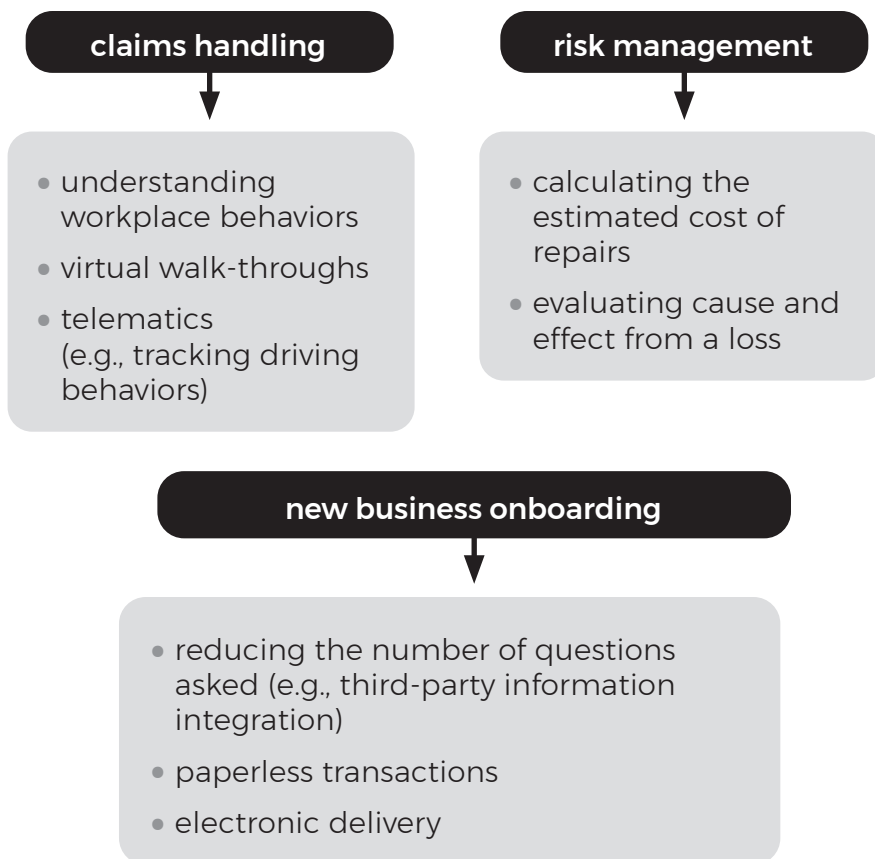 claims handling
• understanding
workplace behaviors
• virtual walk-throughs
• telematics
(e.g., tracking driving
behaviors)
risk management
• calculating the
estimated cost of
repairs
• evaluating cause and
effect from a loss
new business onboarding
• reducing the number of questions
asked (e.g., third-party information
integration)
• paperless transactions
• electronic delivery